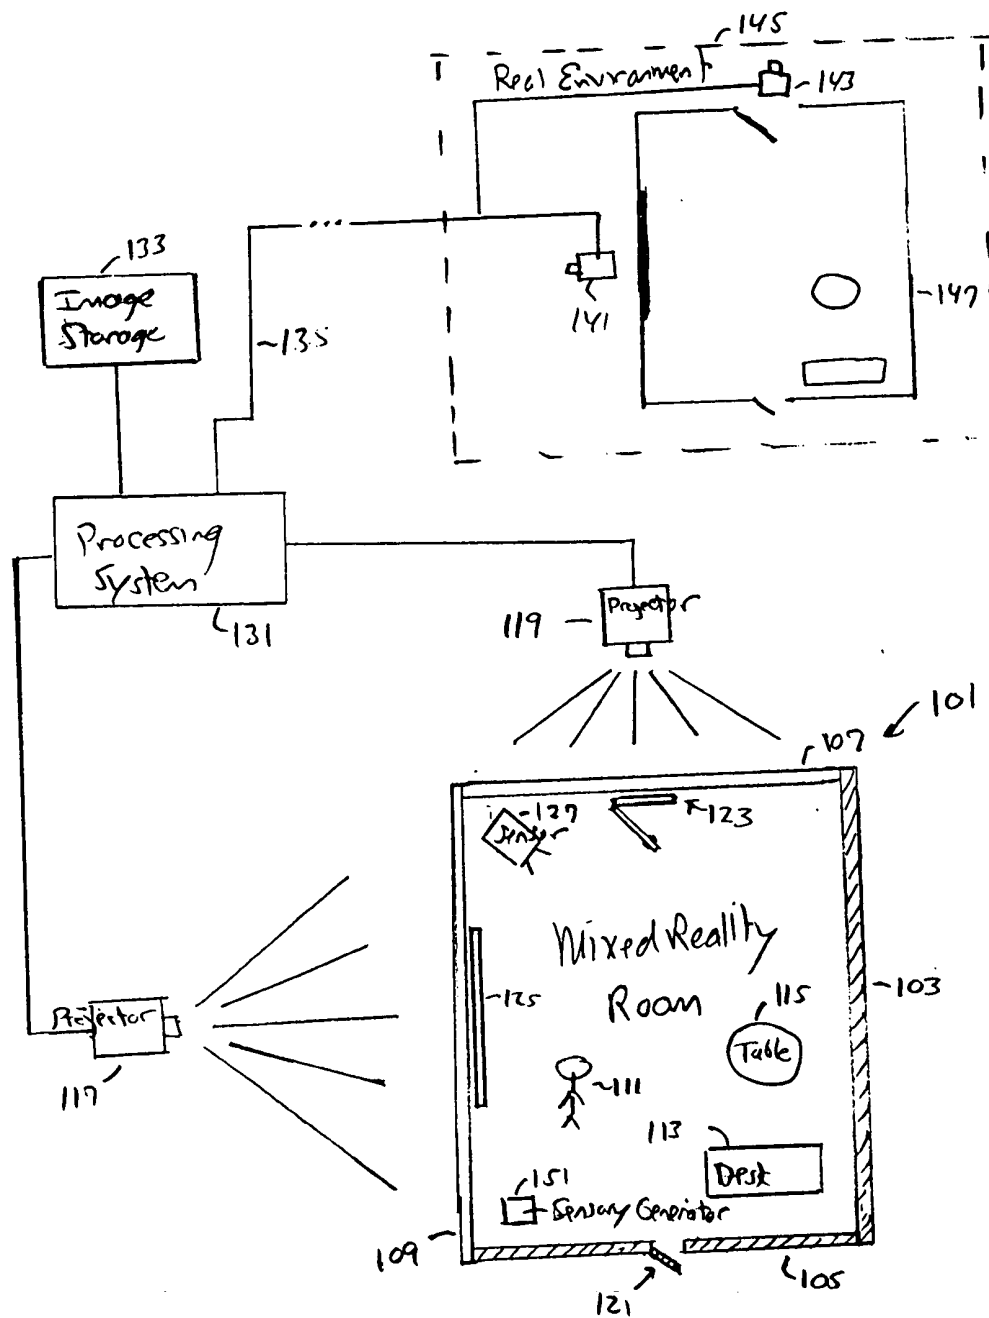 145
Real Environment
143
133
Image
Storage
135
141
147
Processing
System
131
Projector
119
101
107
127
Sensor
123
Mixed Reality
Room
125
103
115
Table
Projector
117
111
113
Desk
151
Sensory Generator
109
105
121